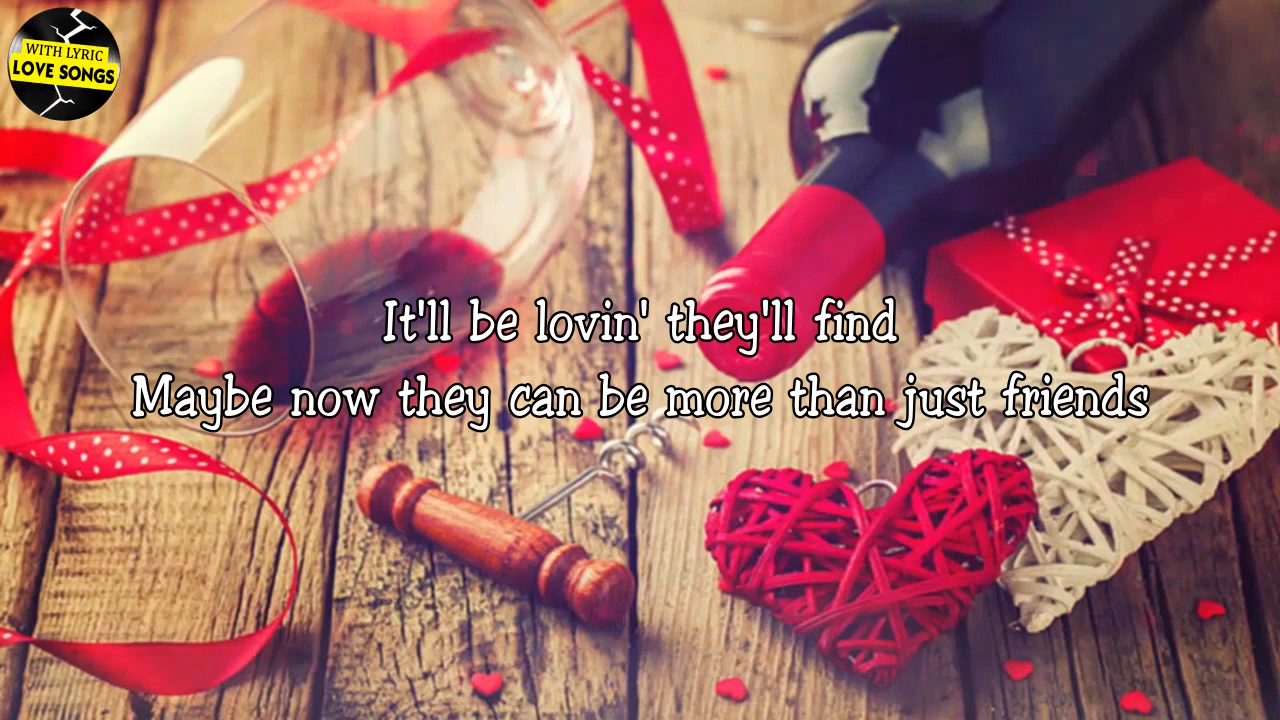 WITH LYRIC
LOVE SONGS
It'll be lovin' they'll find
Maybe now they can be more than just friends